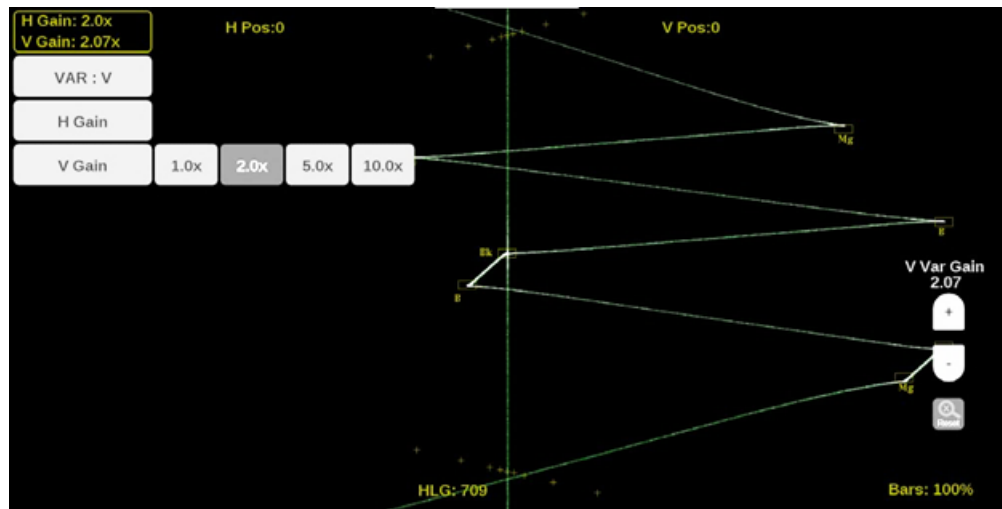 H Gain: 2.0x
V Gain: 2.07x
H Pos:0
V Pos:0
VAR : V
H Gain
V Gain
1.0x
2.0x
5.0x
10.0x
Mg
Bk
B
V Var Gain
2.07
+
-
Mg
Reset
HLG: 709
Bars: 100%